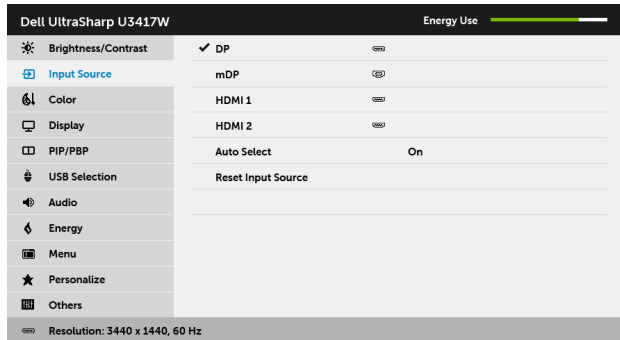 Dell UltraSharp U3417W
Energy Use
Brightness/Contrast
DP
Input Source
mDP
Color
HDMI 1
Display
HDMI 2
PIP/PBP
Auto Select On
USB Selection
Reset Input Source
Audio
Energy
Menu
Personalize
Others
Resolution: 3440 x 1440, 60 Hz